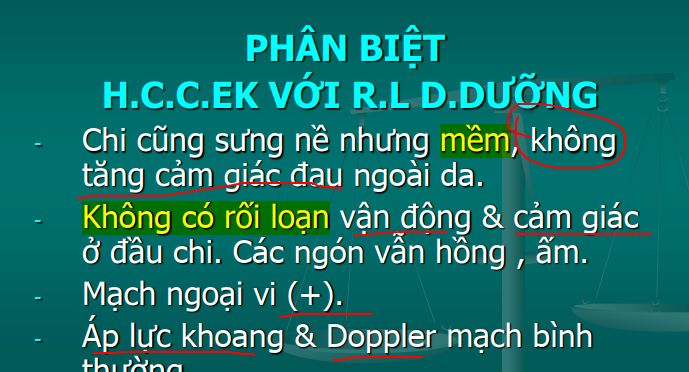 PHÂN BIỆT
H.C.C.EK VỚI R.L D.DƯỠNG
- Chi cũng sưng nề nhưng mềm, không
tăng cảm giác đau ngoài da.
- Không có rối loạn vận động & cảm giác
ở đầu chi. Các ngón vẫn hồng , ấm.
- Mạch ngoại vi (+).
- Áp lực khoang & Doppler mạch bình
thường